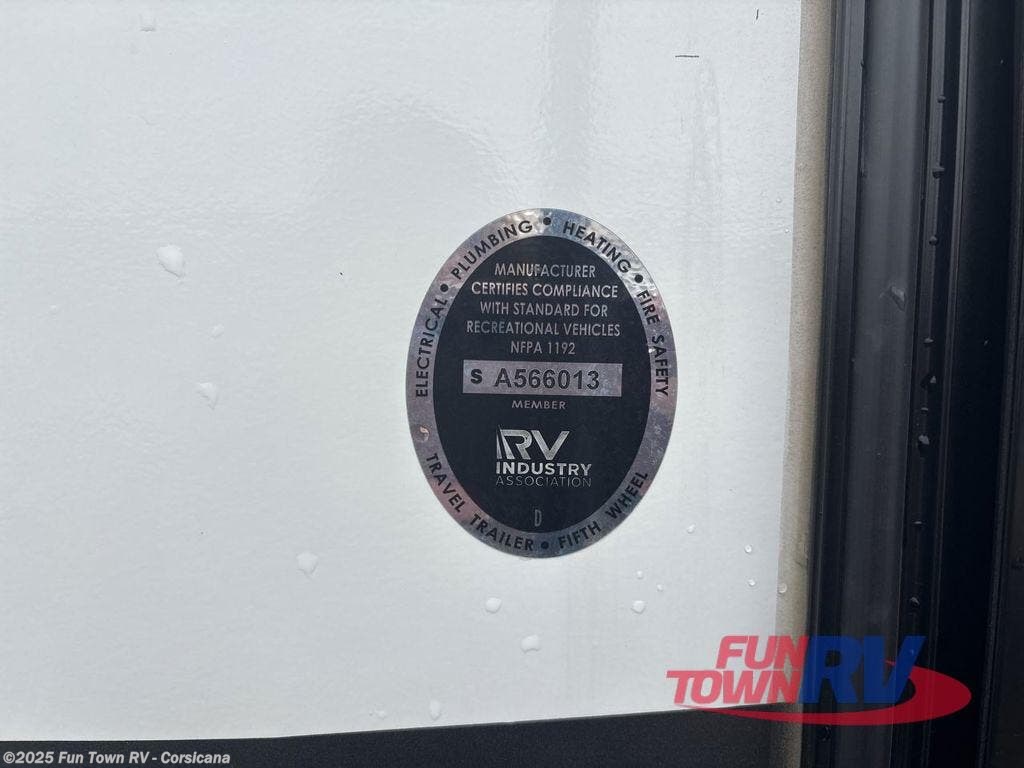 ELECTRICAL • PLUMBING • HEATING • FIRE SAFETY
MANUFACTURER
CERTIFIES COMPLIANCE
WITH STANDARD FOR
RECREATIONAL VEHICLES
NFPA 1192
S A566013
MEMBER
RV
INDUSTRY
ASSOCIATION
D
TRAVEL TRAILER • FIFTH WHEEL
FUN
TOWN RV
©2025 Fun Town RV - Corsicana